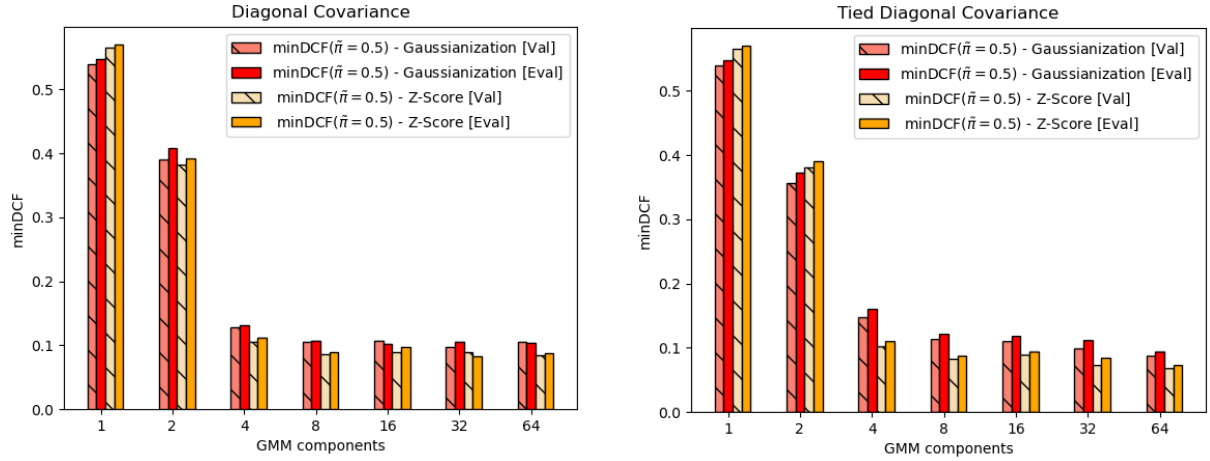 Diagonal Covariance
minDCF(π̃ = 0.5) - Gaussianization [Val]
minDCF(π̃ = 0.5) - Gaussianization [Eval]
minDCF(π̃ = 0.5) - Z-Score [Val]
minDCF(π̃ = 0.5) - Z-Score [Eval]
minDCF
0.5
0.4
0.3
0.2
0.1
0.0
1 2 4 8 16 32 64
GMM components
Tied Diagonal Covariance
minDCF(π̃ = 0.5) - Gaussianization [Val]
minDCF(π̃ = 0.5) - Gaussianization [Eval]
minDCF(π̃ = 0.5) - Z-Score [Val]
minDCF(π̃ = 0.5) - Z-Score [Eval]
minDCF
0.5
0.4
0.3
0.2
0.1
0.0
1 2 4 8 16 32 64
GMM components